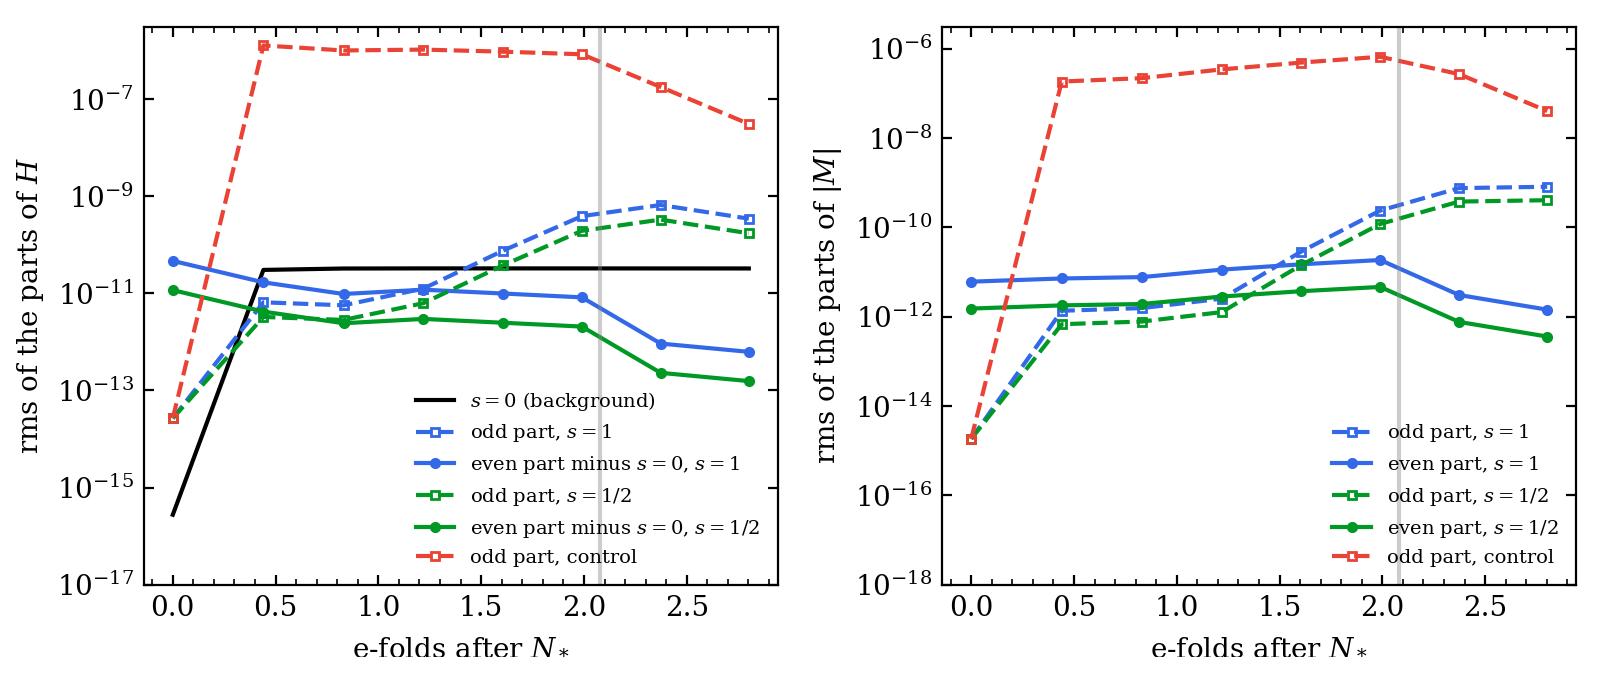 rms of the parts of H
10⁻⁷
10⁻⁹
10⁻¹¹
10⁻¹³
10⁻¹⁵
10⁻¹⁷
s = 0 (background)
odd part, s = 1
even part minus s = 0, s = 1
odd part, s = 1/2
even part minus s = 0, s = 1/2
odd part, control
0.0 0.5 1.0 1.5 2.0 2.5
e-folds after N*
rms of the parts of |M|
10⁻⁶
10⁻⁸
10⁻¹⁰
10⁻¹²
10⁻¹⁴
10⁻¹⁶
10⁻¹⁸
odd part, s = 1
even part, s = 1
odd part, s = 1/2
even part, s = 1/2
odd part, control
0.0 0.5 1.0 1.5 2.0 2.5
e-folds after N*